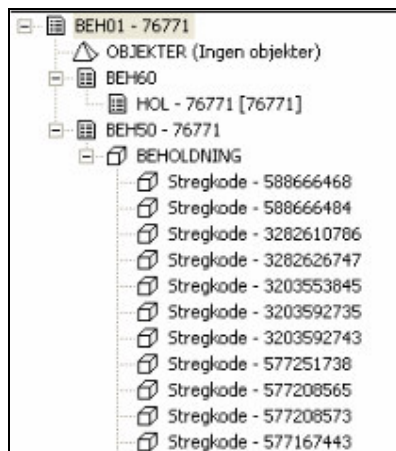 BEH01 - 76771
OBJEKTER (Ingen objekter)
BEH60
HOL - 76771 [76771]
BEH50 - 76771
BEHOLDNING
Stregkode - 588666468
Stregkode - 588666484
Stregkode - 3282610786
Stregkode - 3282626747
Stregkode - 3203553845
Stregkode - 3203592735
Stregkode - 3203592743
Stregkode - 577251738
Stregkode - 577208565
Stregkode - 577208573
Stregkode - 577167443